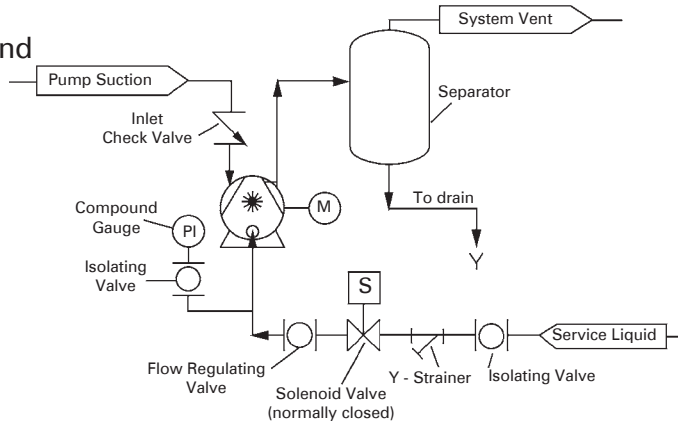 System Vent
nd
Pump Suction
Separator
Inlet
Check Valve
Compound
Gauge
PI
M
To drain
Isolating
Valve
S
Service Liquid
Flow Regulating
Valve
Solenoid Valve
(normally closed)
Y - Strainer
Isolating Valve